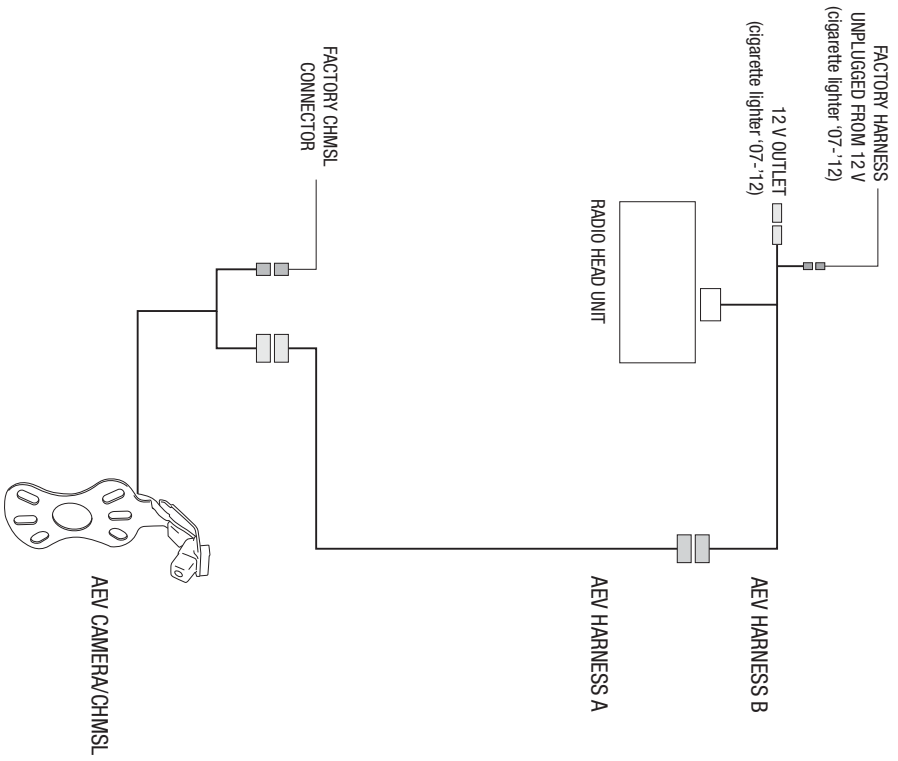 FACTORY HARNESS
UNPLUGGED FROM 12 V
(cigarette lighter '07-'12)
12 V OUTLET
(cigarette lighter '07-'12)
RADIO HEAD UNIT
AEV HARNESS B
AEV HARNESS A
FACTORY CHMSL
CONNECTOR
AEV CAMERA/CHMSL